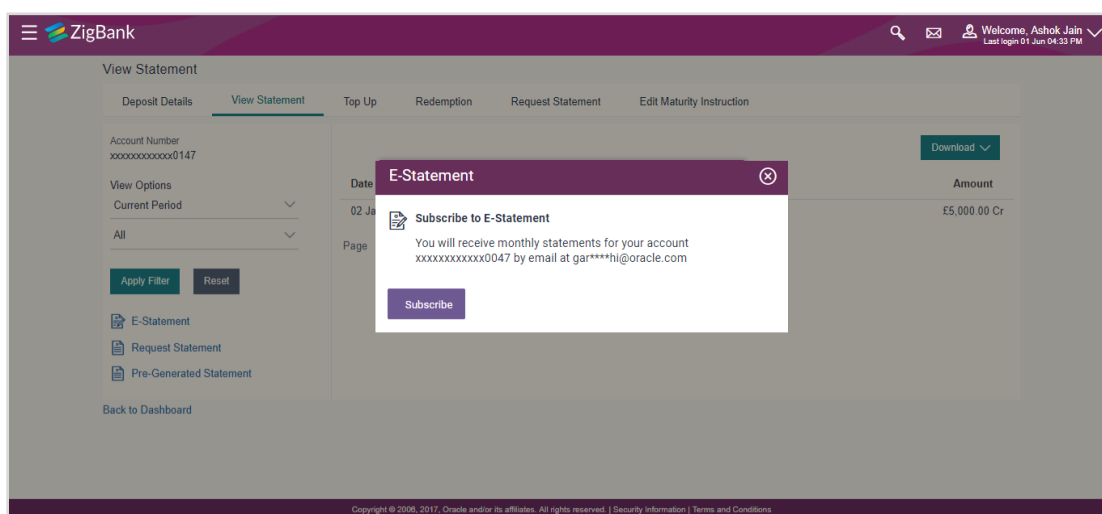 ZigBank
Welcome, Ashok Jain
Last login 01 Jun 04:33 PM
View Statement
Deposit Details View Statement Top Up Redemption Request Statement Edit Maturity Instruction
Account Number
xxxxxxxxxxxx0147
Download
View Options
Current Period
Date
Amount
02 Ja
£5,000.00 Cr
All
Page
Apply Filter Reset
E-Statement
Request Statement
Pre-Generated Statement
Back to Dashboard
E-Statement
Subscribe to E-Statement
You will receive monthly statements for your account
xxxxxxxxxxxx0047 by email at gar****hi@oracle.com
Subscribe
Copyright © 2006, 2017, Oracle and/or its affiliates. All rights reserved. | Security Information | Terms and Conditions